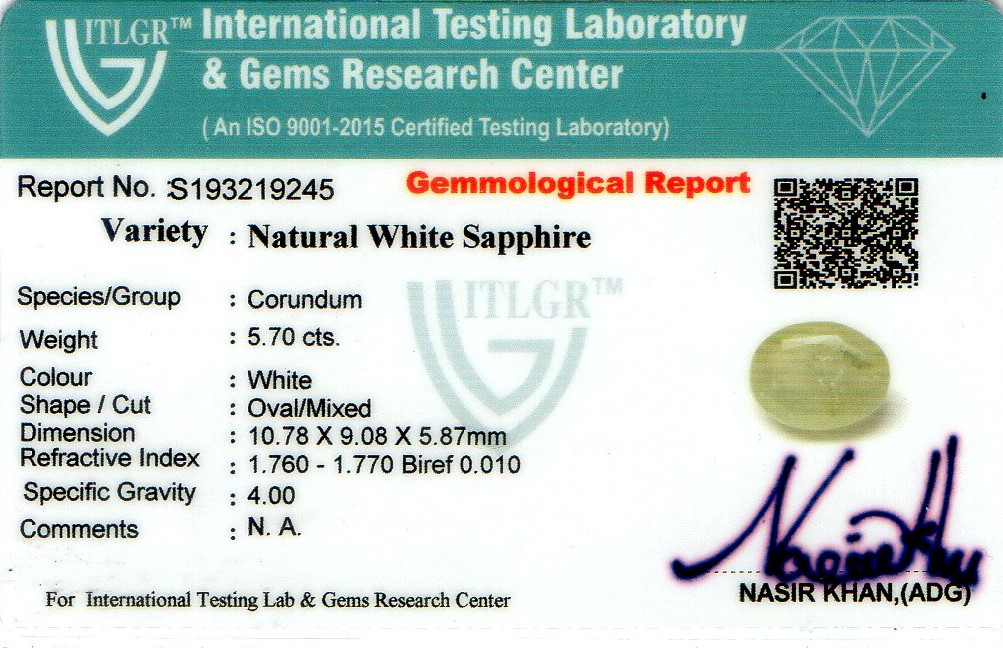 ITLGR™ International Testing Laboratory
& Gems Research Center
( An ISO 9001-2015 Certified Testing Laboratory)
Report No. :S193219245
Gemmological Report
Variety : Natural White Sapphire
ITLGR™
Species/Group : Corundum
Weight : 5.70 cts.
Colour : White
Shape / Cut : Oval/Mixed
Dimension : 10.78 X 9.08 X 5.87mm
Refractive Index : 1.760 - 1.770 Biref 0.010
Specific Gravity : 4.00
Comments : N. A.
Nasir Khan
NASIR KHAN,(ADG)
For International Testing Lab & Gems Research Center